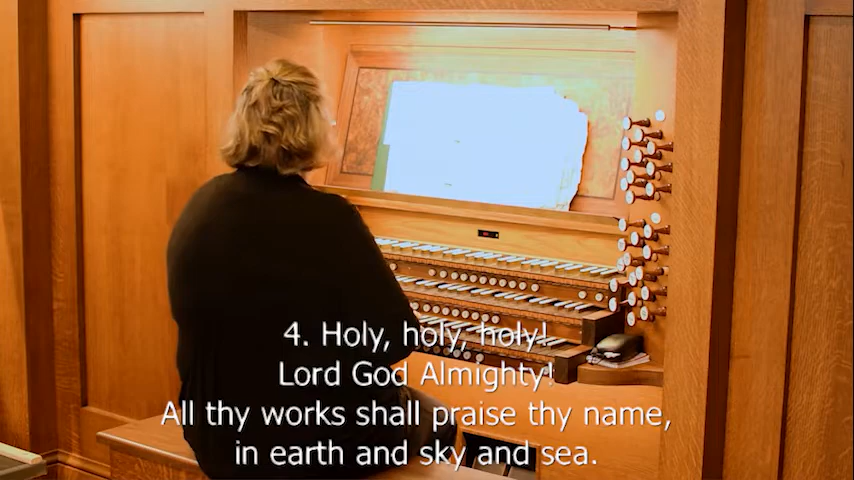 4. Holy, holy, holy!
Lord God Almighty!
All thy works shall praise thy name,
in earth and sky and sea.